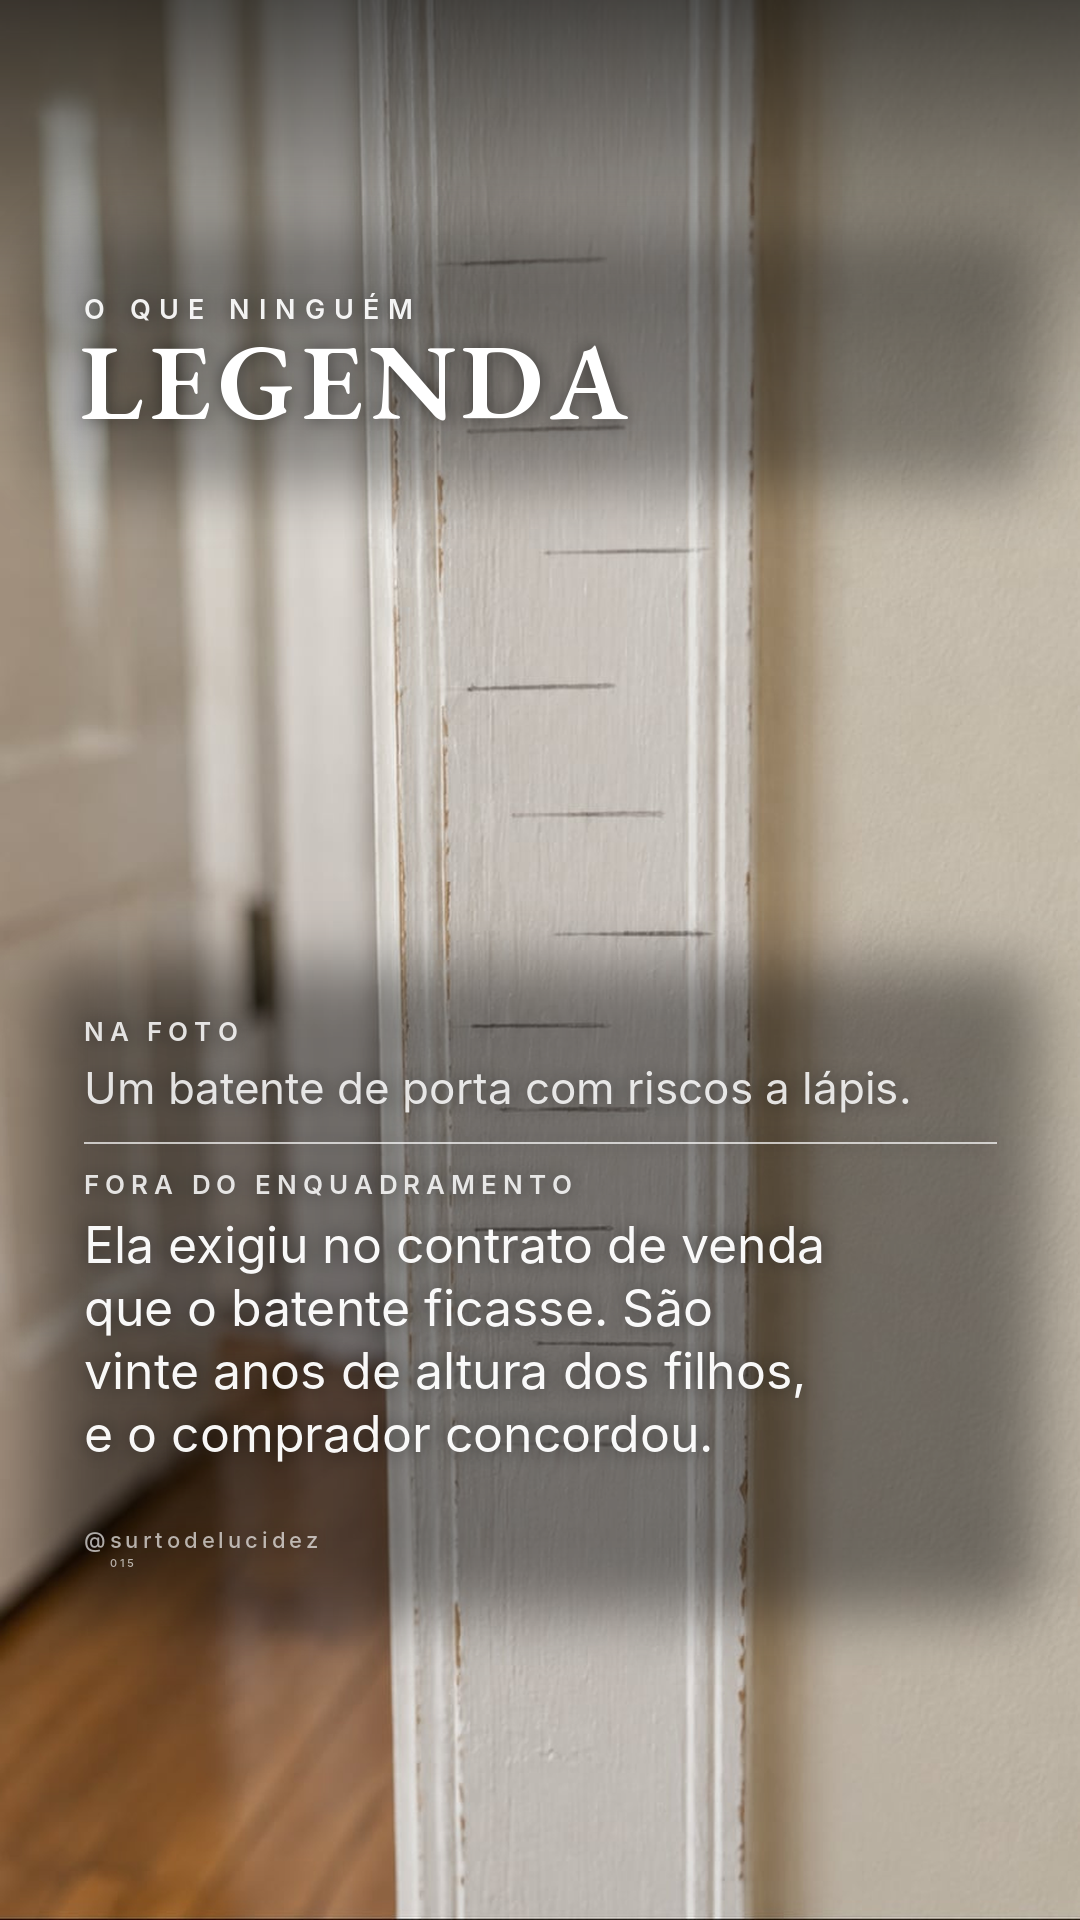 O QUE NINGUÉM
LEGENDA
NA FOTO
Um batente de porta com riscos a lápis.
FORA DO ENQUADRAMENTO
Ela exigiu no contrato de venda
que o batente ficasse. São
vinte anos de altura dos filhos,
e o comprador concordou.
@surtodelucidez
015